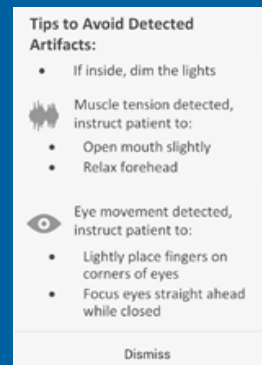 Tips to Avoid Detected
Artifacts:
• If inside, dim the lights
Muscle tension detected,
instruct patient to:
• Open mouth slightly
• Relax forehead
Eye movement detected,
instruct patient to:
• Lightly place fingers on
corners of eyes
• Focus eyes straight ahead
while closed
Dismiss